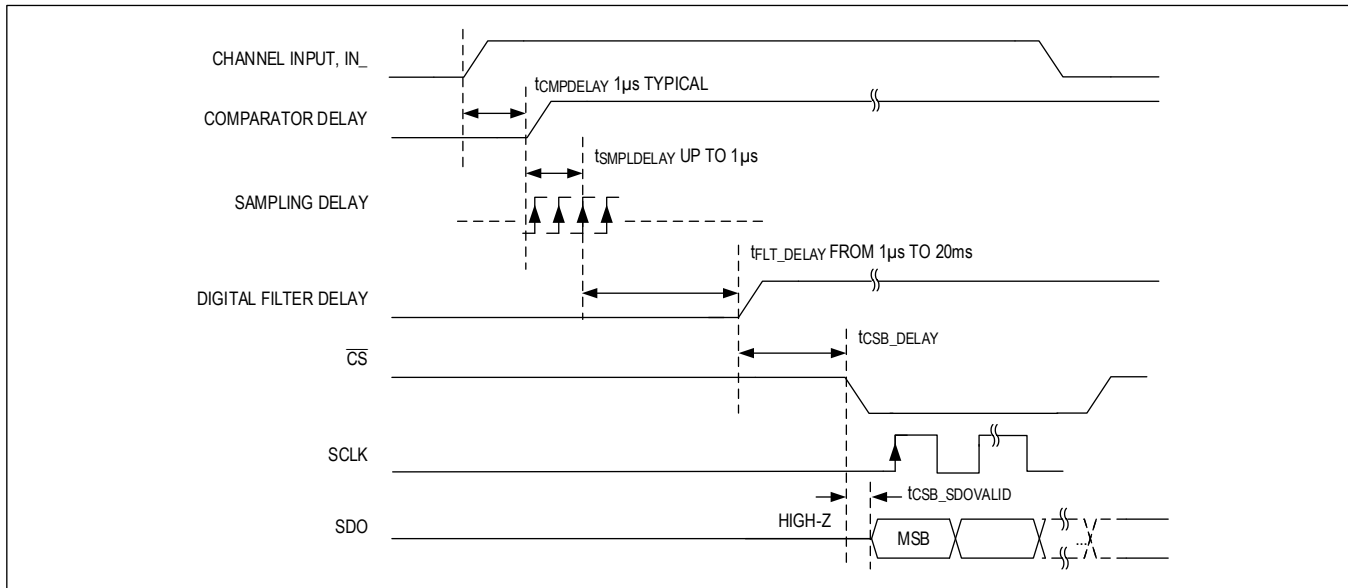 CHANNEL INPUT, IN_
tCMPDELAY 1µs TYPICAL
COMPARATOR DELAY
tSMPLDELAY UP TO 1µs
SAMPLING DELAY
tFLT_DELAY FROM 1µs TO 20ms
DIGITAL FILTER DELAY
tCSB_DELAY
CS
SCLK
tCSB_SDOVALID
HIGH-Z
SDO
MSB
...